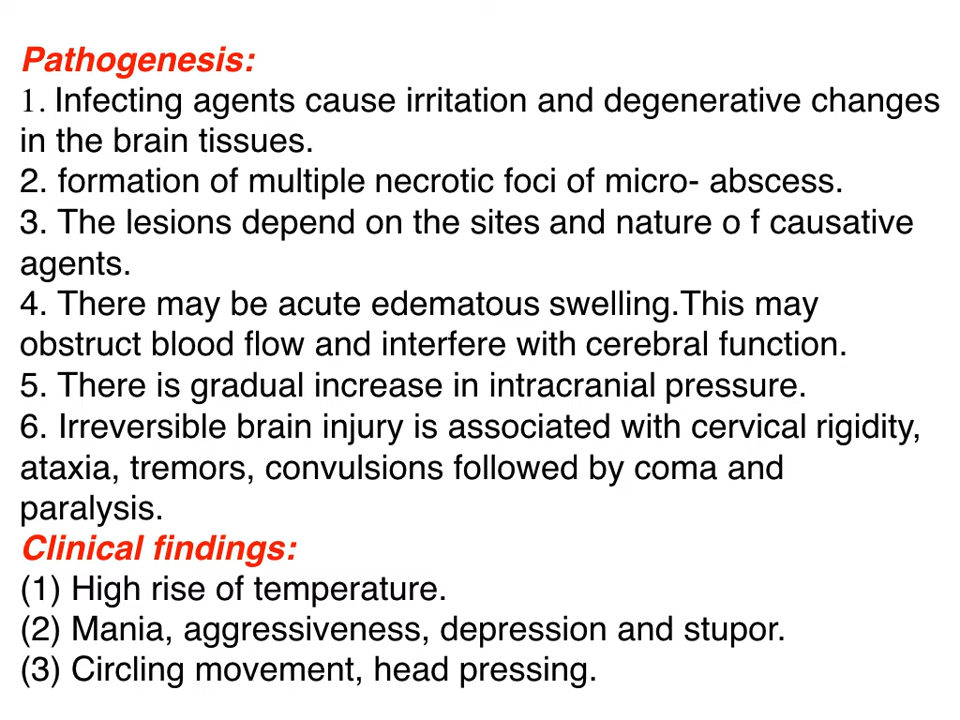 Pathogenesis:
1. Infecting agents cause irritation and degenerative changes
in the brain tissues.
2. formation of multiple necrotic foci of micro- abscess.
3. The lesions depend on the sites and nature o f causative
agents.
4. There may be acute edematous swelling.This may
obstruct blood flow and interfere with cerebral function.
5. There is gradual increase in intracranial pressure.
6. Irreversible brain injury is associated with cervical rigidity,
ataxia, tremors, convulsions followed by coma and
paralysis.
Clinical findings:
(1) High rise of temperature.
(2) Mania, aggressiveness, depression and stupor.
(3) Circling movement, head pressing.